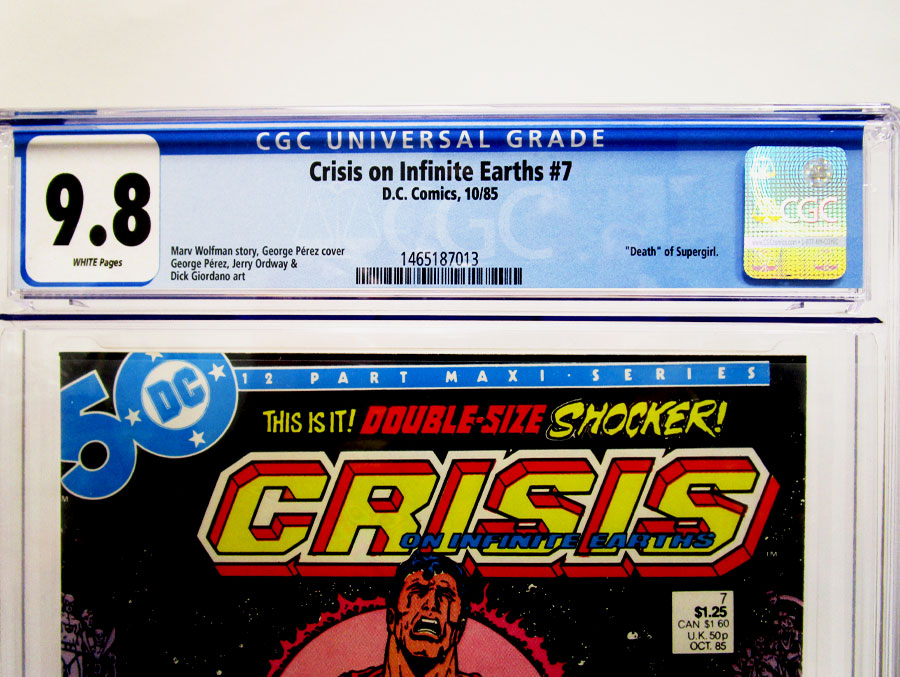 CGC UNIVERSAL GRADE
9.8
WHITE Pages
Crisis on Infinite Earths #7
D.C. Comics, 10/85
Marv Wolfman story, George Pérez cover
George Pérez, Jerry Ordway &
Dick Giordano art
1465187013
"Death" of Supergirl.
CGC
50
DC
12 PART MAXI-SERIES
THIS IS IT! DOUBLE-SIZE SHOCKER!
CRISIS
ON INFINITE EARTHS
TM
TM
7
$1.25
CAN $1 60
U.K. 50p
OCT. 85